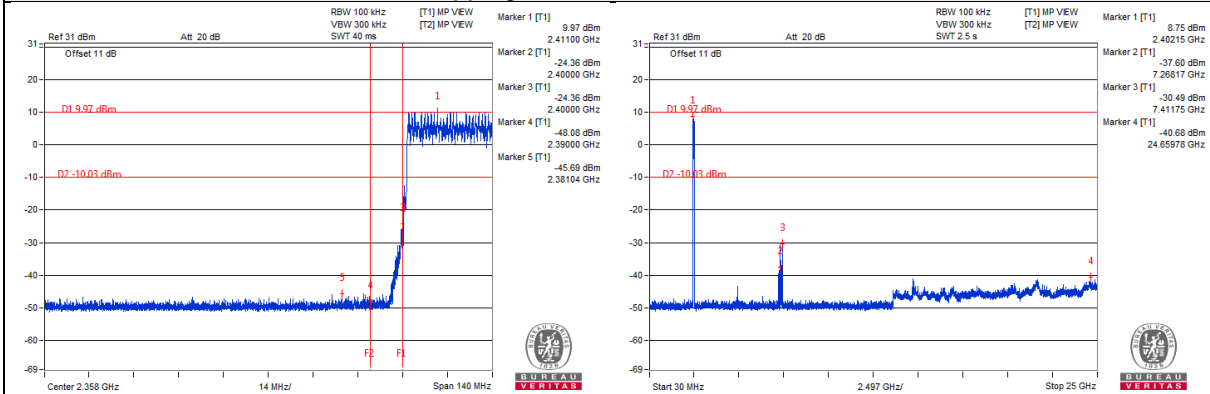 RBW 100 kHz [T1] MP VIEW
VBW 300 kHz [T2] MP VIEW
Ref 31 dBm Att 20 dB SWT 40 ms
Offset 11 dB
Marker 1 [T1]
9.97 dBm
2.41100 GHz
Marker 2 [T1]
-24.36 dBm
2.40000 GHz
Marker 3 [T1]
-24.36 dBm
2.40000 GHz
Marker 4 [T1]
-48.08 dBm
2.39000 GHz
Marker 5 [T1]
-45.69 dBm
2.38104 GHz
31
20
10
0
-10
-20
-30
-40
-50
-60
-69
D1 9.97 dBm
D2 -10.03 dBm
1
5
4
F2
F1
Center 2.358 GHz 14 MHz/ Span 140 MHz
BUREAU VERITAS
1828
BUREAU
VERITAS
RBW 100 kHz [T1] MP VIEW
VBW 300 kHz [T2] MP VIEW
Ref 31 dBm Att 20 dB SWT 2.5 s
Offset 11 dB
Marker 1 [T1]
8.75 dBm
2.40215 GHz
Marker 2 [T1]
-37.60 dBm
7.26817 GHz
Marker 3 [T1]
-30.49 dBm
7.41175 GHz
Marker 4 [T1]
-40.68 dBm
24.65978 GHz
31
20
10
0
-10
-20
-30
-40
-50
-60
-69
D1 9.97 dBm
D2 -10.03 dBm
1
3
2
4
Start 30 MHz 2.497 GHz/ Stop 25 GHz
BUREAU VERITAS
1828
BUREAU
VERITAS